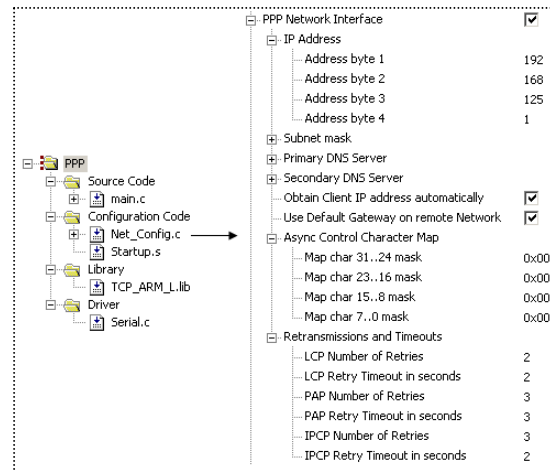 PPP
Source Code
main.c
Configuration Code
Net_Config.c
Startup.s
Library
TCP_ARM_L.lib
Driver
Serial.c
PPP Network Interface
IP Address
Address byte 1 192
Address byte 2 168
Address byte 3 125
Address byte 4 1
Subnet mask
Primary DNS Server
Secondary DNS Server
Obtain Client IP address automatically
Use Default Gateway on remote Network
Async Control Character Map
Map char 31..24 mask 0x00
Map char 23..16 mask 0x00
Map char 15..8 mask 0x00
Map char 7..0 mask 0x00
Retransmissions and Timeouts
LCP Number of Retries 2
LCP Retry Timeout in seconds 2
PAP Number of Retries 3
PAP Retry Timeout in seconds 3
IPCP Number of Retries 3
IPCP Retry Timeout in seconds 2